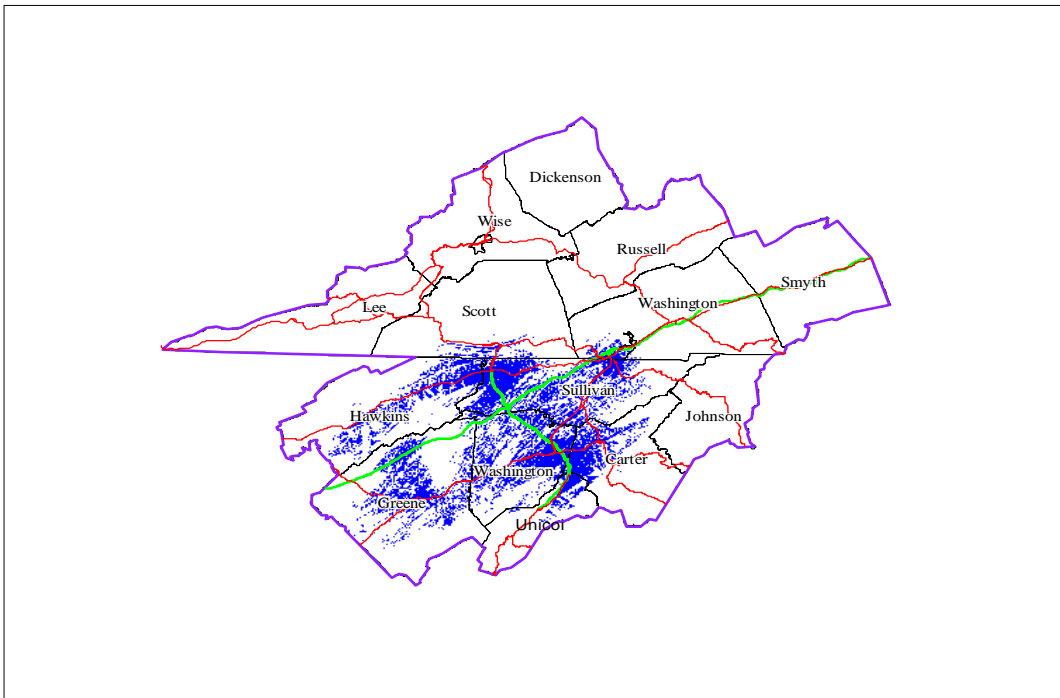 Dickenson
Wise
Russell
Smyth
Washington
Lee
Scott
Sullivan
Hawkins
Johnson
Carter
Washington
Greene
Unicoi